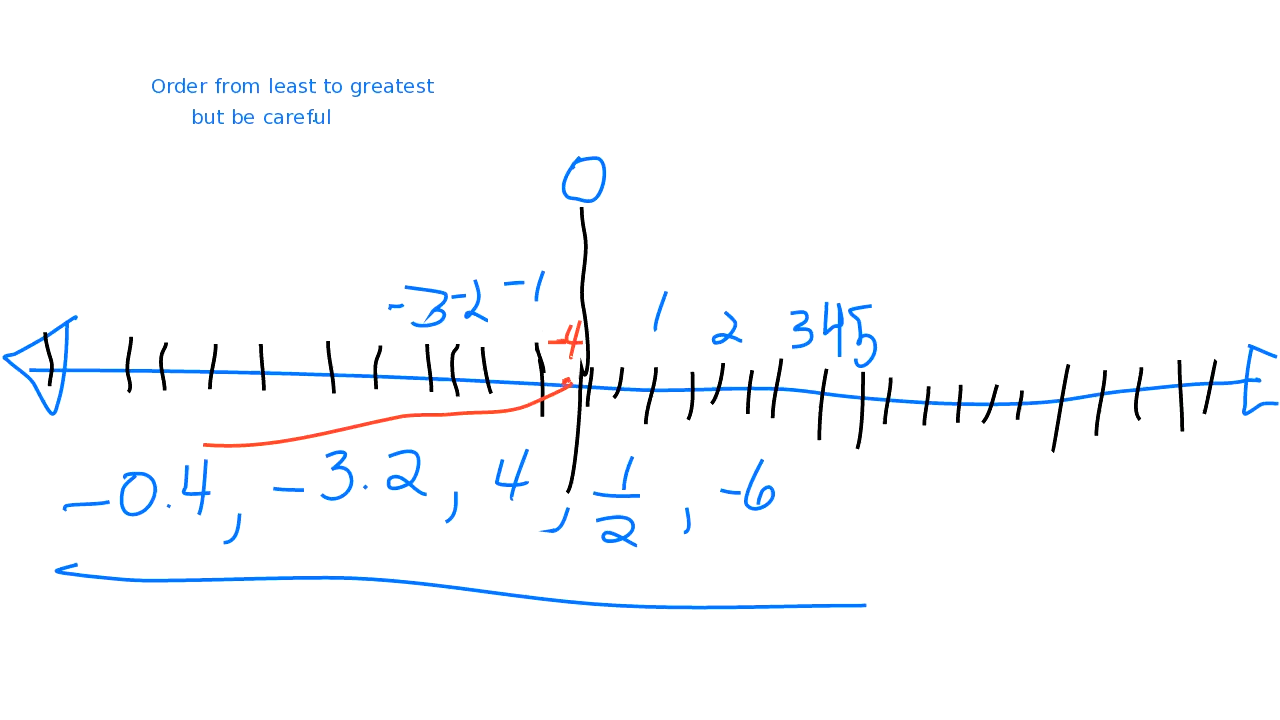 Order from least to greatest
but be careful
0
-3 -2 -1 1 2 3 4 5
-4
-0.4, -3.2, 4, 1/2, -6